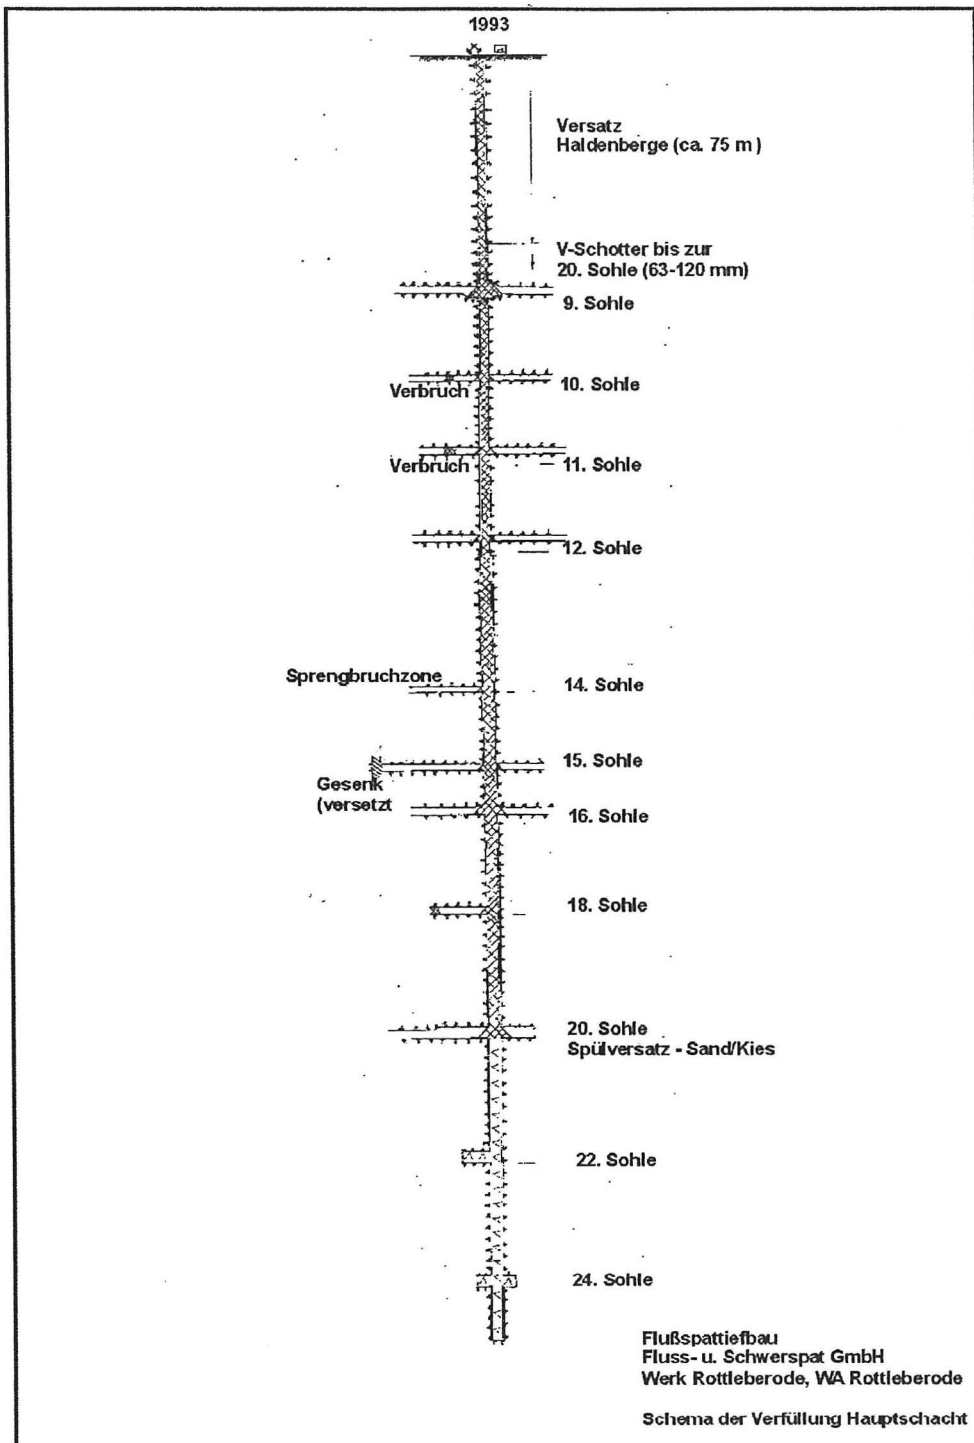 1993
Versatz
Haldenberge (ca. 75 m)
V-Schotter bis zur
20. Sohle (63-120 mm)
9. Sohle
Verbruch
10. Sohle
Verbruch
11. Sohle
12. Sohle
Sprengbruchzone
14. Sohle
15. Sohle
Gesenk
(versetzt
16. Sohle
18. Sohle
20. Sohle
Spülversatz - Sand/Kies
22. Sohle
24. Sohle
Flußspattiefbau
Fluss- u. Schwerspat GmbH
Werk Rottleberode, WA Rottleberode
Schema der Verfüllung Hauptschacht